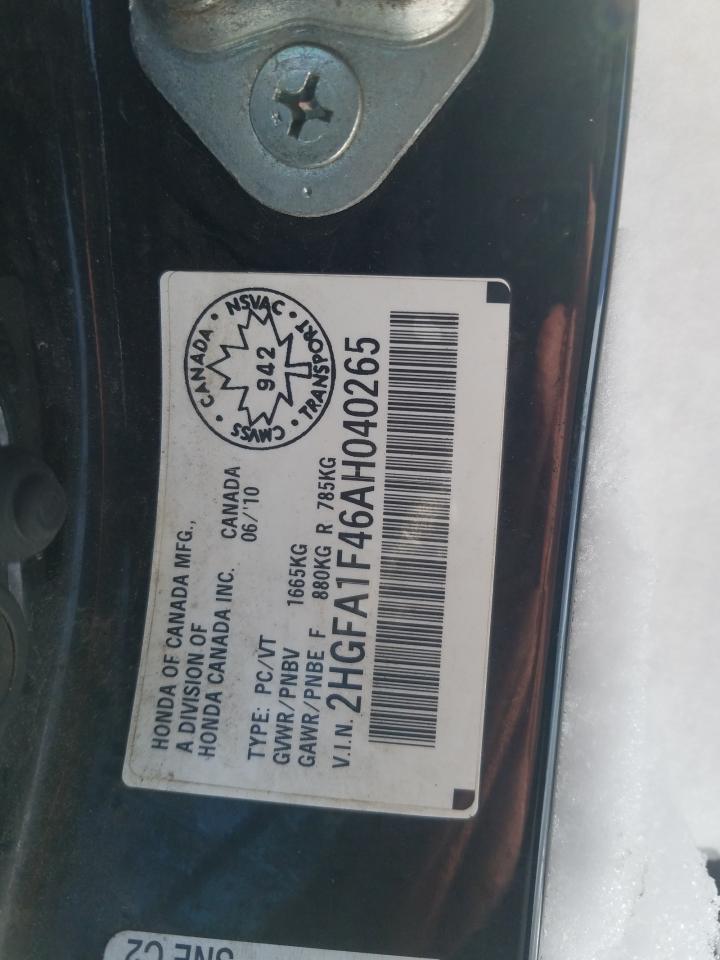 HONDA OF CANADA MFG.,
A DIVISION OF
HONDA CANADA INC. CANADA
TYPE: PC/VT 06/'10
GVWR/PNBV 1665KG
GAWR/PNBE F 880KG R 785KG
V.I.N. 2HGFA1F46AH040265
CANADA • NSVAC •
942
CMVSS • TRANSPORT